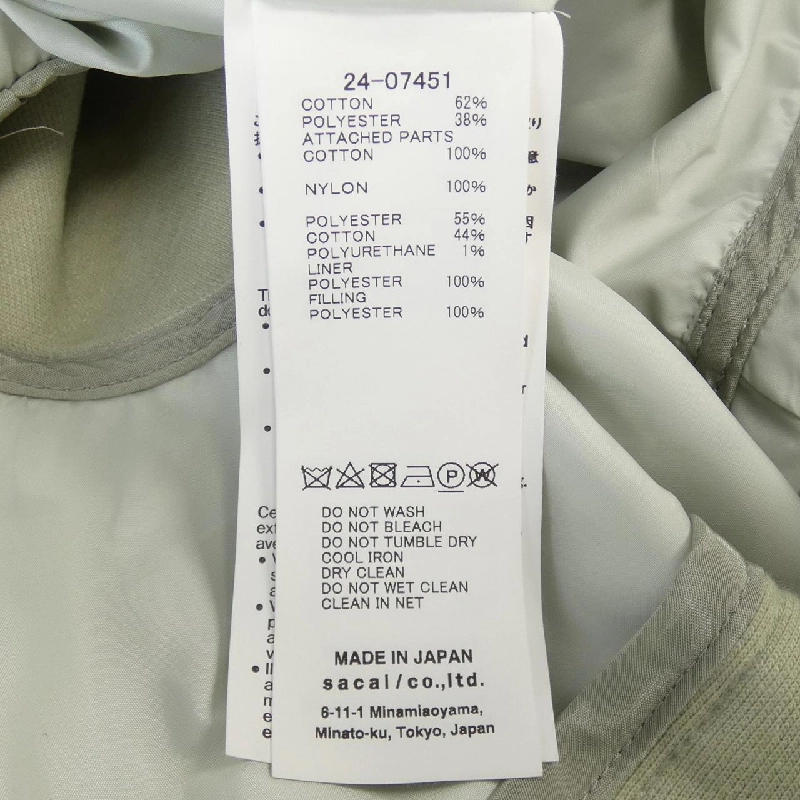 24-07451
COTTON 62%
POLYESTER 38%
ATTACHED PARTS
COTTON 100%
NYLON 100%
POLYESTER 55%
COTTON 44%
POLYURETHANE 1%
LINER
POLYESTER 100%
FILLING
POLYESTER 100%
P W
DO NOT WASH
DO NOT BLEACH
DO NOT TUMBLE DRY
COOL IRON
DRY CLEAN
DO NOT WET CLEAN
CLEAN IN NET
MADE IN JAPAN
sacai/co.,ltd.
6-11-1 Minamiaoyama,
Minato-ku, Tokyo, Japan